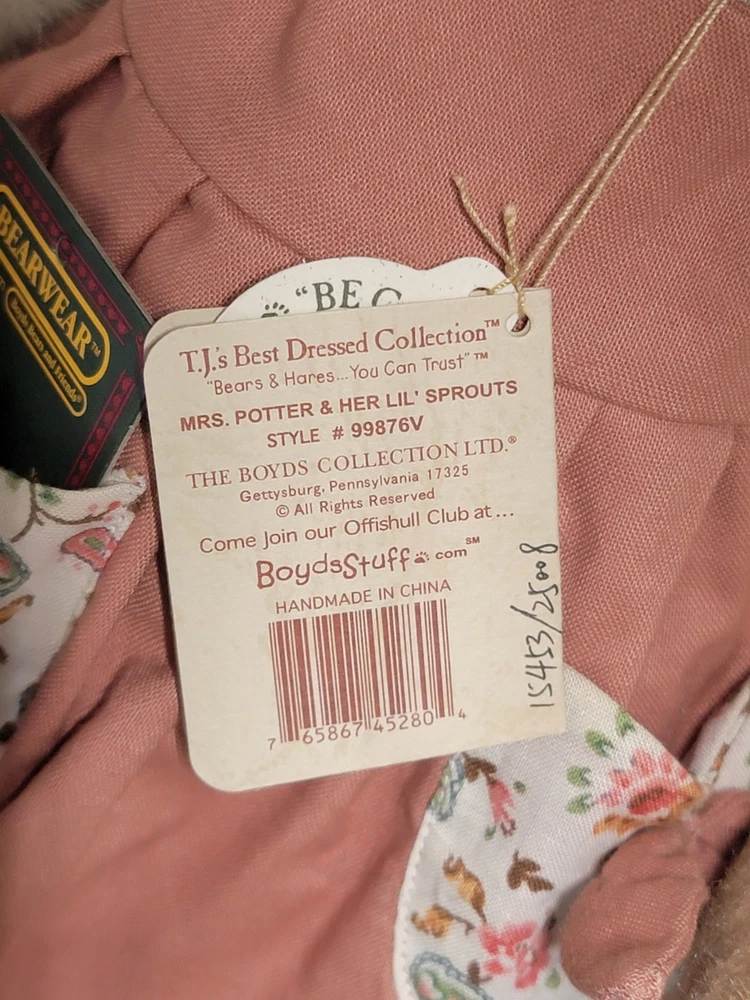 BEARWEAR™
Boyds Bears and Friends®
"BE
T.J.'s Best Dressed Collection™
"Bears & Hares...You Can Trust"™
MRS. POTTER & HER LIL' SPROUTS
STYLE # 99876V
THE BOYDS COLLECTION LTD.®
Gettysburg, Pennsylvania 17325
© All Rights Reserved
Come Join our Offishull Club at...
BoydsStuff.com℠
HANDMADE IN CHINA
7 65867 45280 4
15453/25008